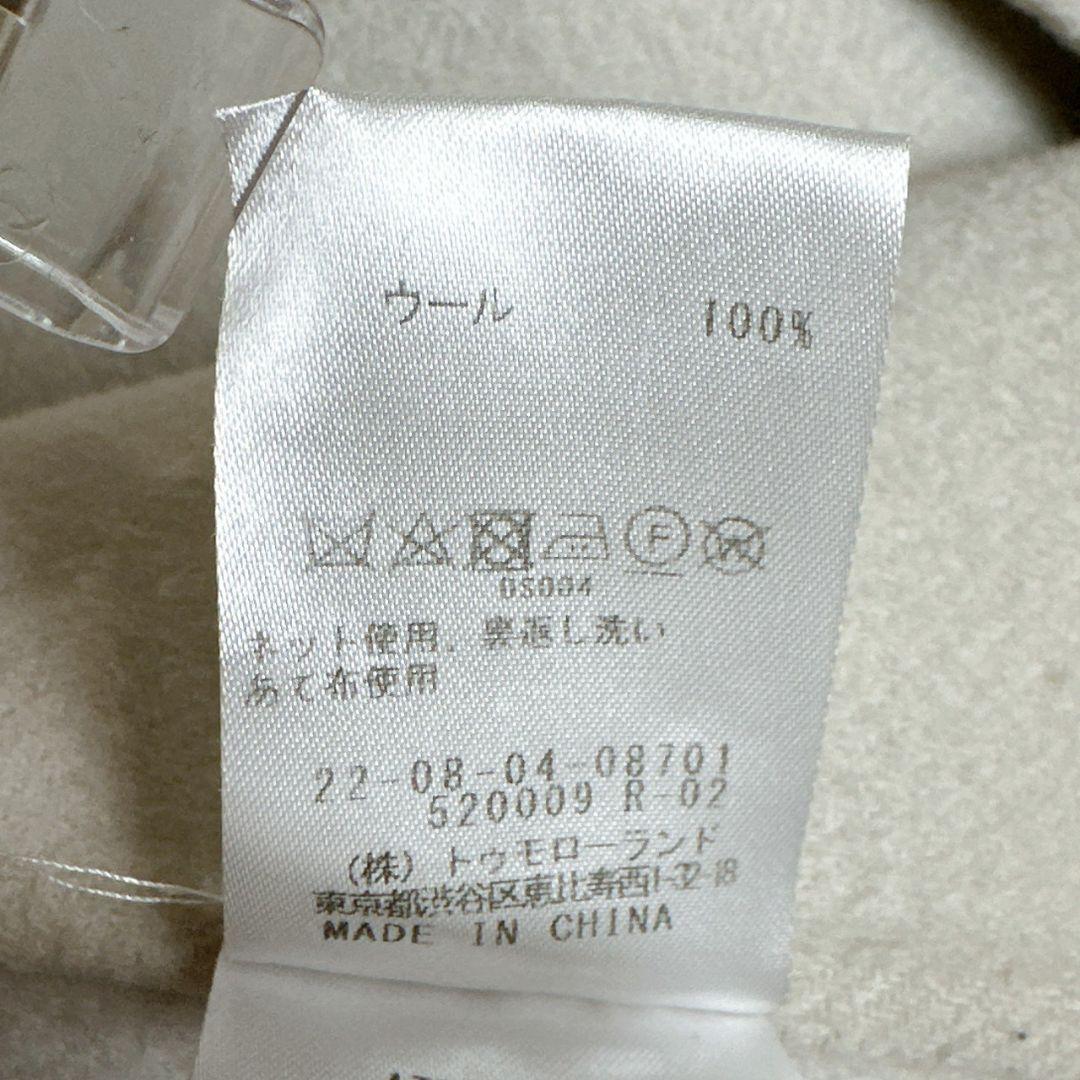 ウール 100%
F W
DS004
ネット使用、裏返し洗い
あて布使用
22-08-04-08701
520009 R-02
(株) トゥモローランド
東京都渋谷区恵比寿西1-32-18
MADE IN CHINA